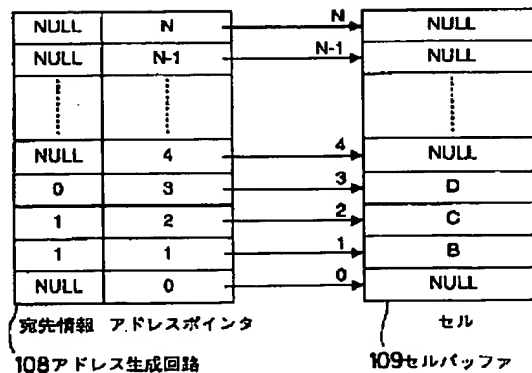 NULL N N NULL
NULL N-1 N-1 NULL
NULL 4 4 NULL
0 3 3 D
1 2 2 C
1 1 1 B
NULL 0 0 NULL
宛先情報 アドレスポインタ セル
108アドレス生成回路 109セルバッファ